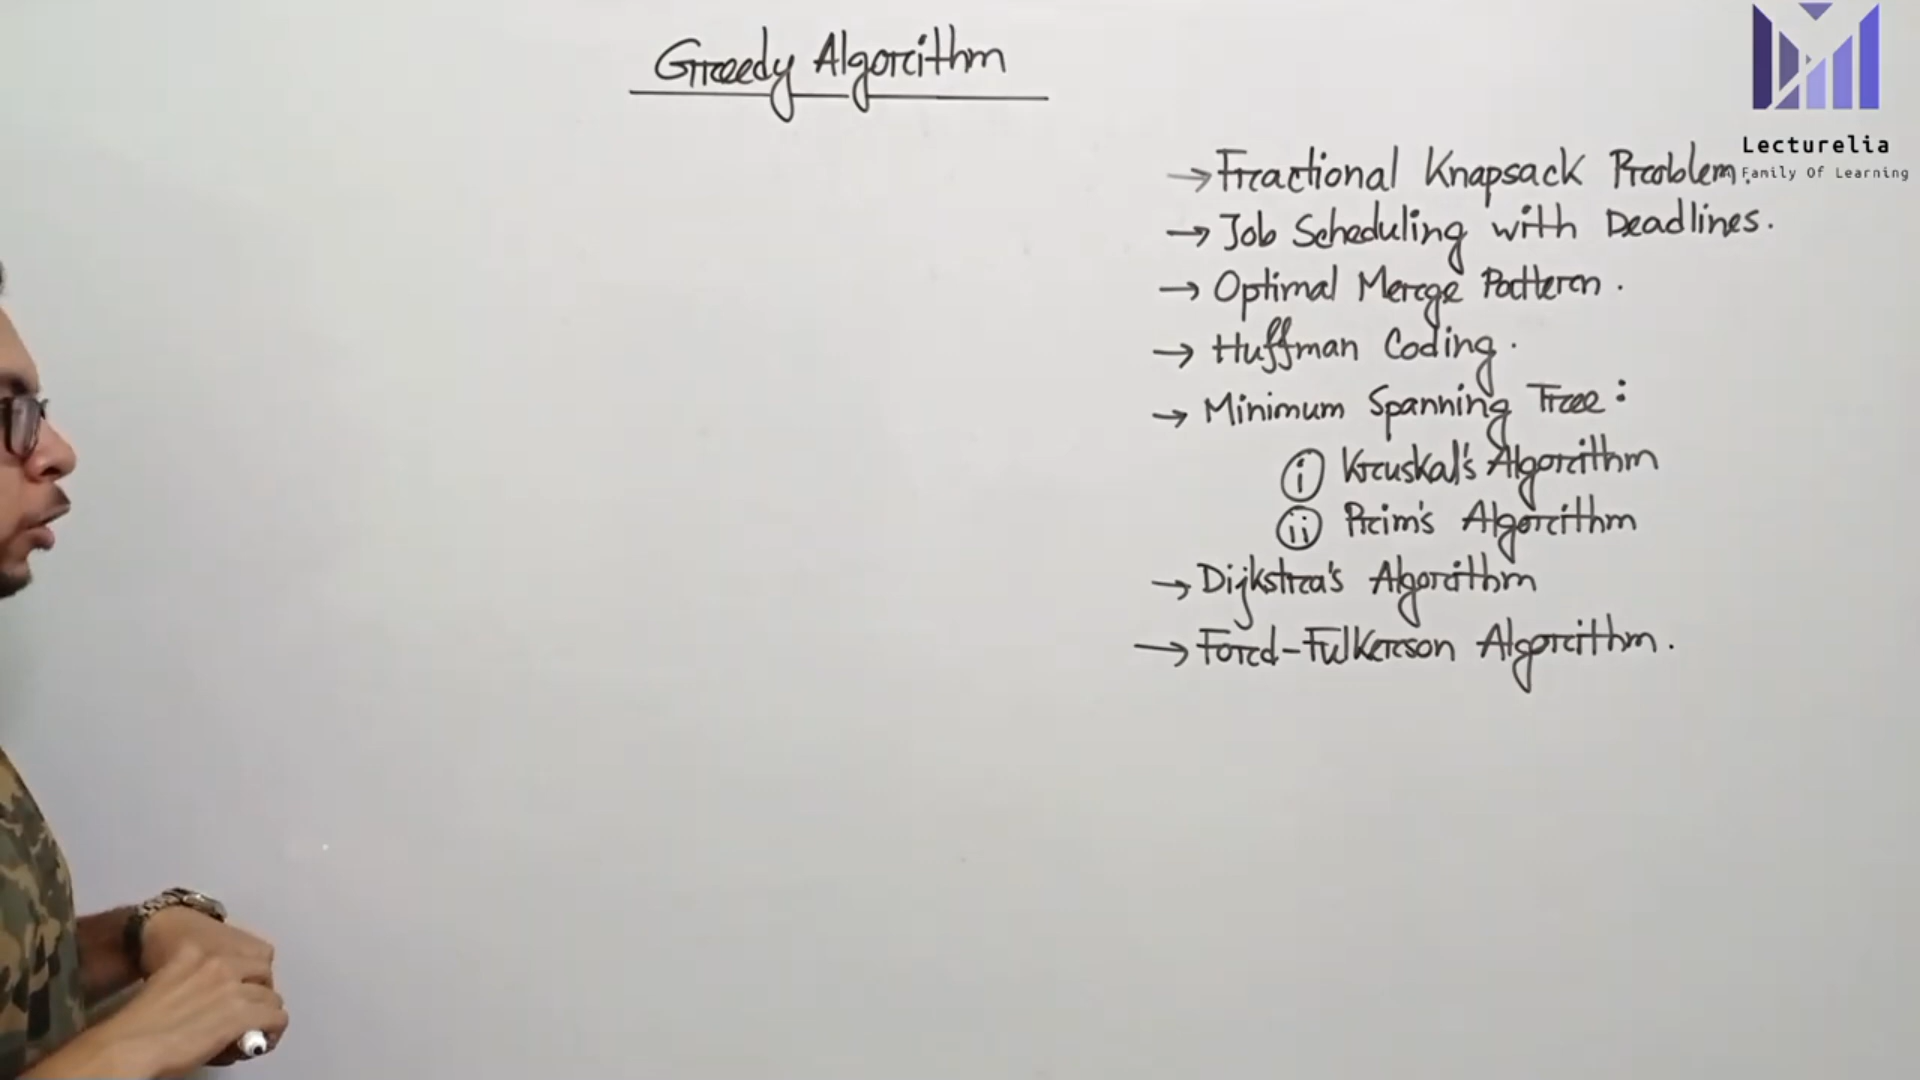 Greedy Algorithm
Lecturelia
A Family Of Learning
→ Fractional Knapsack Problem.
→ Job Scheduling with Deadlines.
→ Optimal Merge Pattern.
→ Huffman Coding.
→ Minimum Spanning Tree:
i Kruskal's Algorithm
ii Prim's Algorithm
→ Dijkstra's Algorithm
→ Ford-Fulkerson Algorithm.